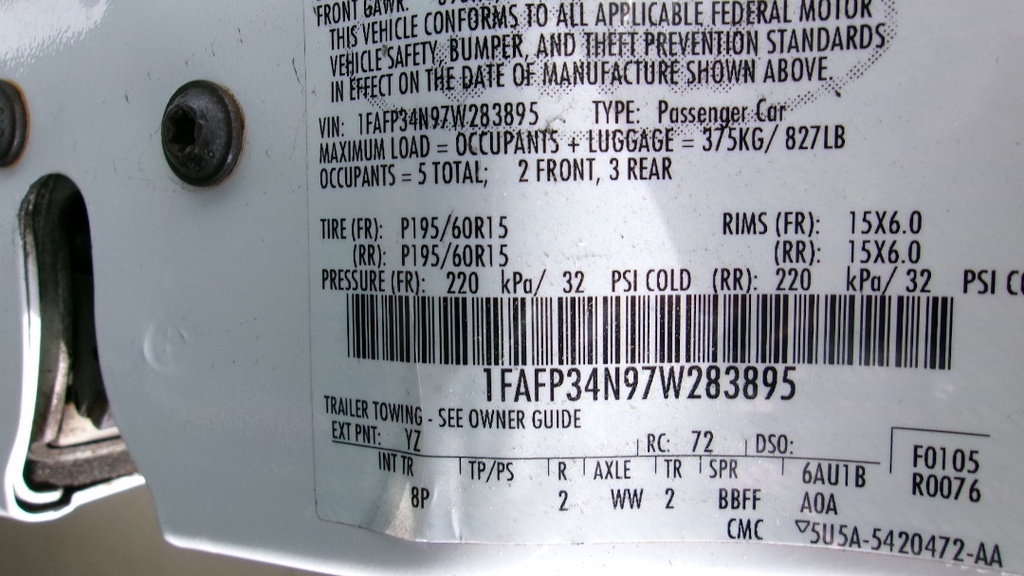 FRONT GAWR:
THIS VEHICLE CONFORMS TO ALL APPLICABLE FEDERAL MOTOR
VEHICLE SAFETY, BUMPER, AND THEFT PREVENTION STANDARDS
IN EFFECT ON THE DATE OF MANUFACTURE SHOWN ABOVE.
VIN: 1FAFP34N97W283895 TYPE: Passenger Car
MAXIMUM LOAD = OCCUPANTS + LUGGAGE = 375KG/ 827LB
OCCUPANTS = 5 TOTAL; 2 FRONT, 3 REAR
TIRE (FR): P195/60R15 RIMS (FR): 15X6.0
(RR): P195/60R15 (RR): 15X6.0
PRESSURE (FR): 220 kPa/ 32 PSI COLD (RR): 220 kPa/ 32 PSI CO
1FAFP34N97W283895
TRAILER TOWING - SEE OWNER GUIDE
EXT PNT: YZ RC: 72 DSO: F0105
INT TR TP/PS R AXLE TR SPR 6AU1B R0076
8P 2 WW 2 BBFF A0A
CMC ▽5U5A-5420472-AA